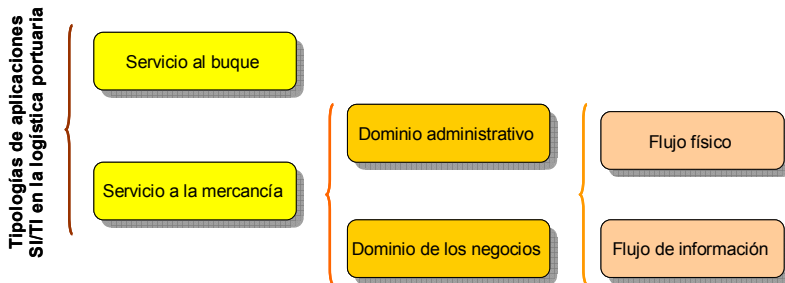 Tipologías de aplicaciones
SI/TI en la logística portuaria
Servicio al buque
Servicio a la mercancía
Dominio administrativo
Dominio de los negocios
Flujo físico
Flujo de información